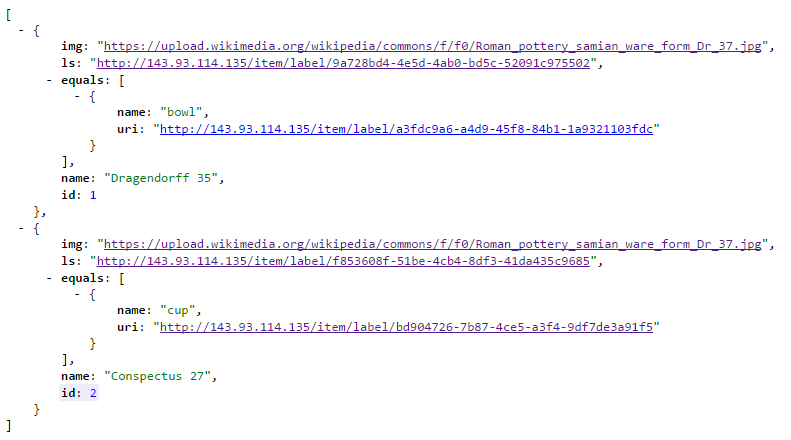 [
- {
img: "https://upload.wikimedia.org/wikipedia/commons/f/f0/Roman_pottery_samian_ware_form_Dr_37.jpg",
ls: "http://143.93.114.135/item/label/9a728bd4-4e5d-4ab0-bd5c-52091c975502",
- equals: [
- {
name: "bowl",
uri: "http://143.93.114.135/item/label/a3fdc9a6-a4d9-45f8-84b1-1a9321103fdc"
}
],
name: "Dragendorff 35",
id: 1
},
- {
img: "https://upload.wikimedia.org/wikipedia/commons/f/f0/Roman_pottery_samian_ware_form_Dr_37.jpg",
ls: "http://143.93.114.135/item/label/f853608f-51be-4cb4-8df3-41da435c9685",
- equals: [
- {
name: "cup",
uri: "http://143.93.114.135/item/label/bd904726-7b87-4ce5-a3f4-9df7de3a91f5"
}
],
name: "Conspectus 27",
id: 2
}
]